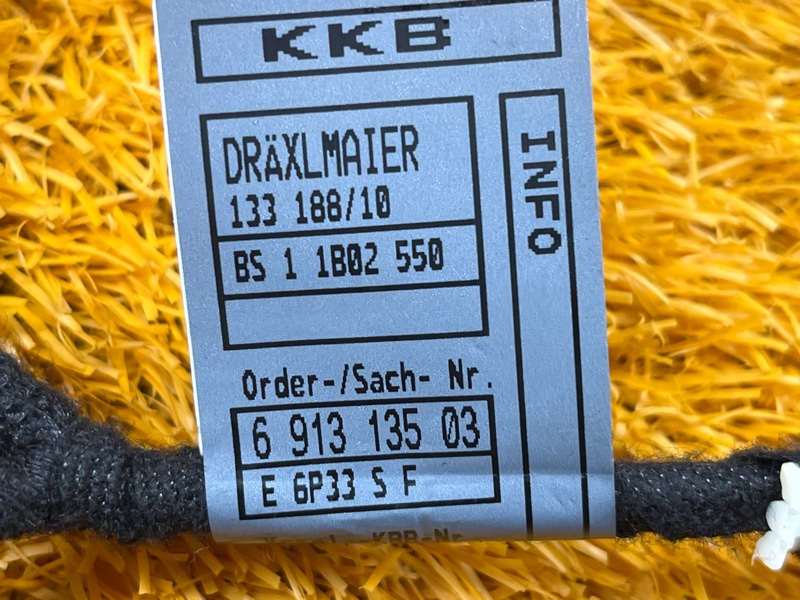 KKB
DRÄXLMAIER
133 188/10
BS 1 1B02 550
INFO
Order-/Sach- Nr.
6 913 135 03
E 6P33 S F